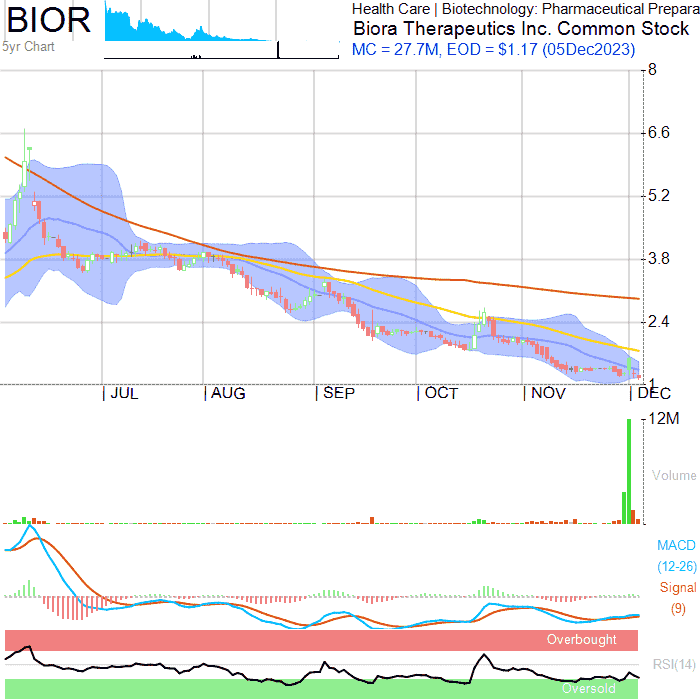 BIOR
5yr Chart
Health Care | Biotechnology: Pharmaceutical Prepara
Biora Therapeutics Inc. Common Stock
MC = 27.7M, EOD = $1.17 (05Dec2023)
8
6.6
5.2
3.8
2.4
1
JUL AUG SEP OCT NOV DEC
12M
Volume
MACD
(12-26)
Signal
(9)
Overbought
RSI(14)
Oversold